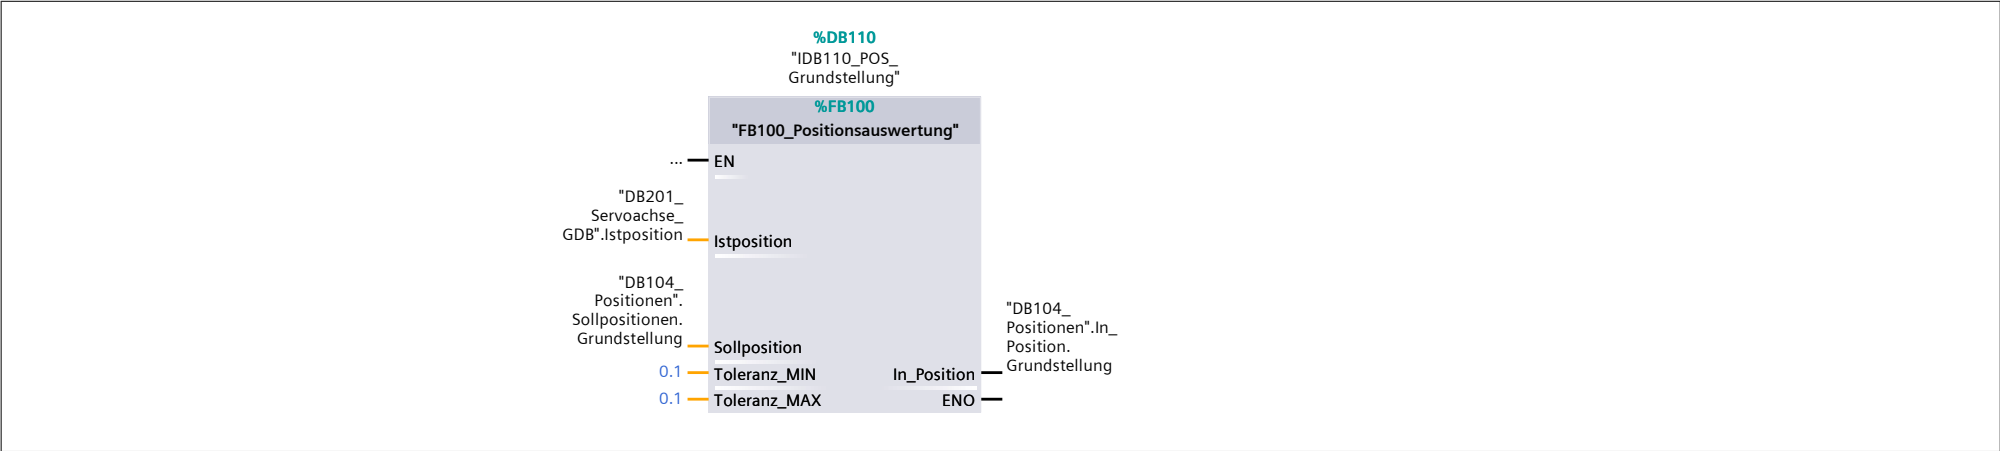 %DB110
"IDB110_POS_
Grundstellung"
%FB100
"FB100_Positionsauswertung"
... EN
"DB201_
Servoachse_
GDB".Istposition
Istposition
"DB104_
Positionen".
Sollpositionen.
Grundstellung
Sollposition
0.1 Toleranz_MIN
0.1 Toleranz_MAX
"DB104_
Positionen".In_
Position.
Grundstellung
In_Position
ENO